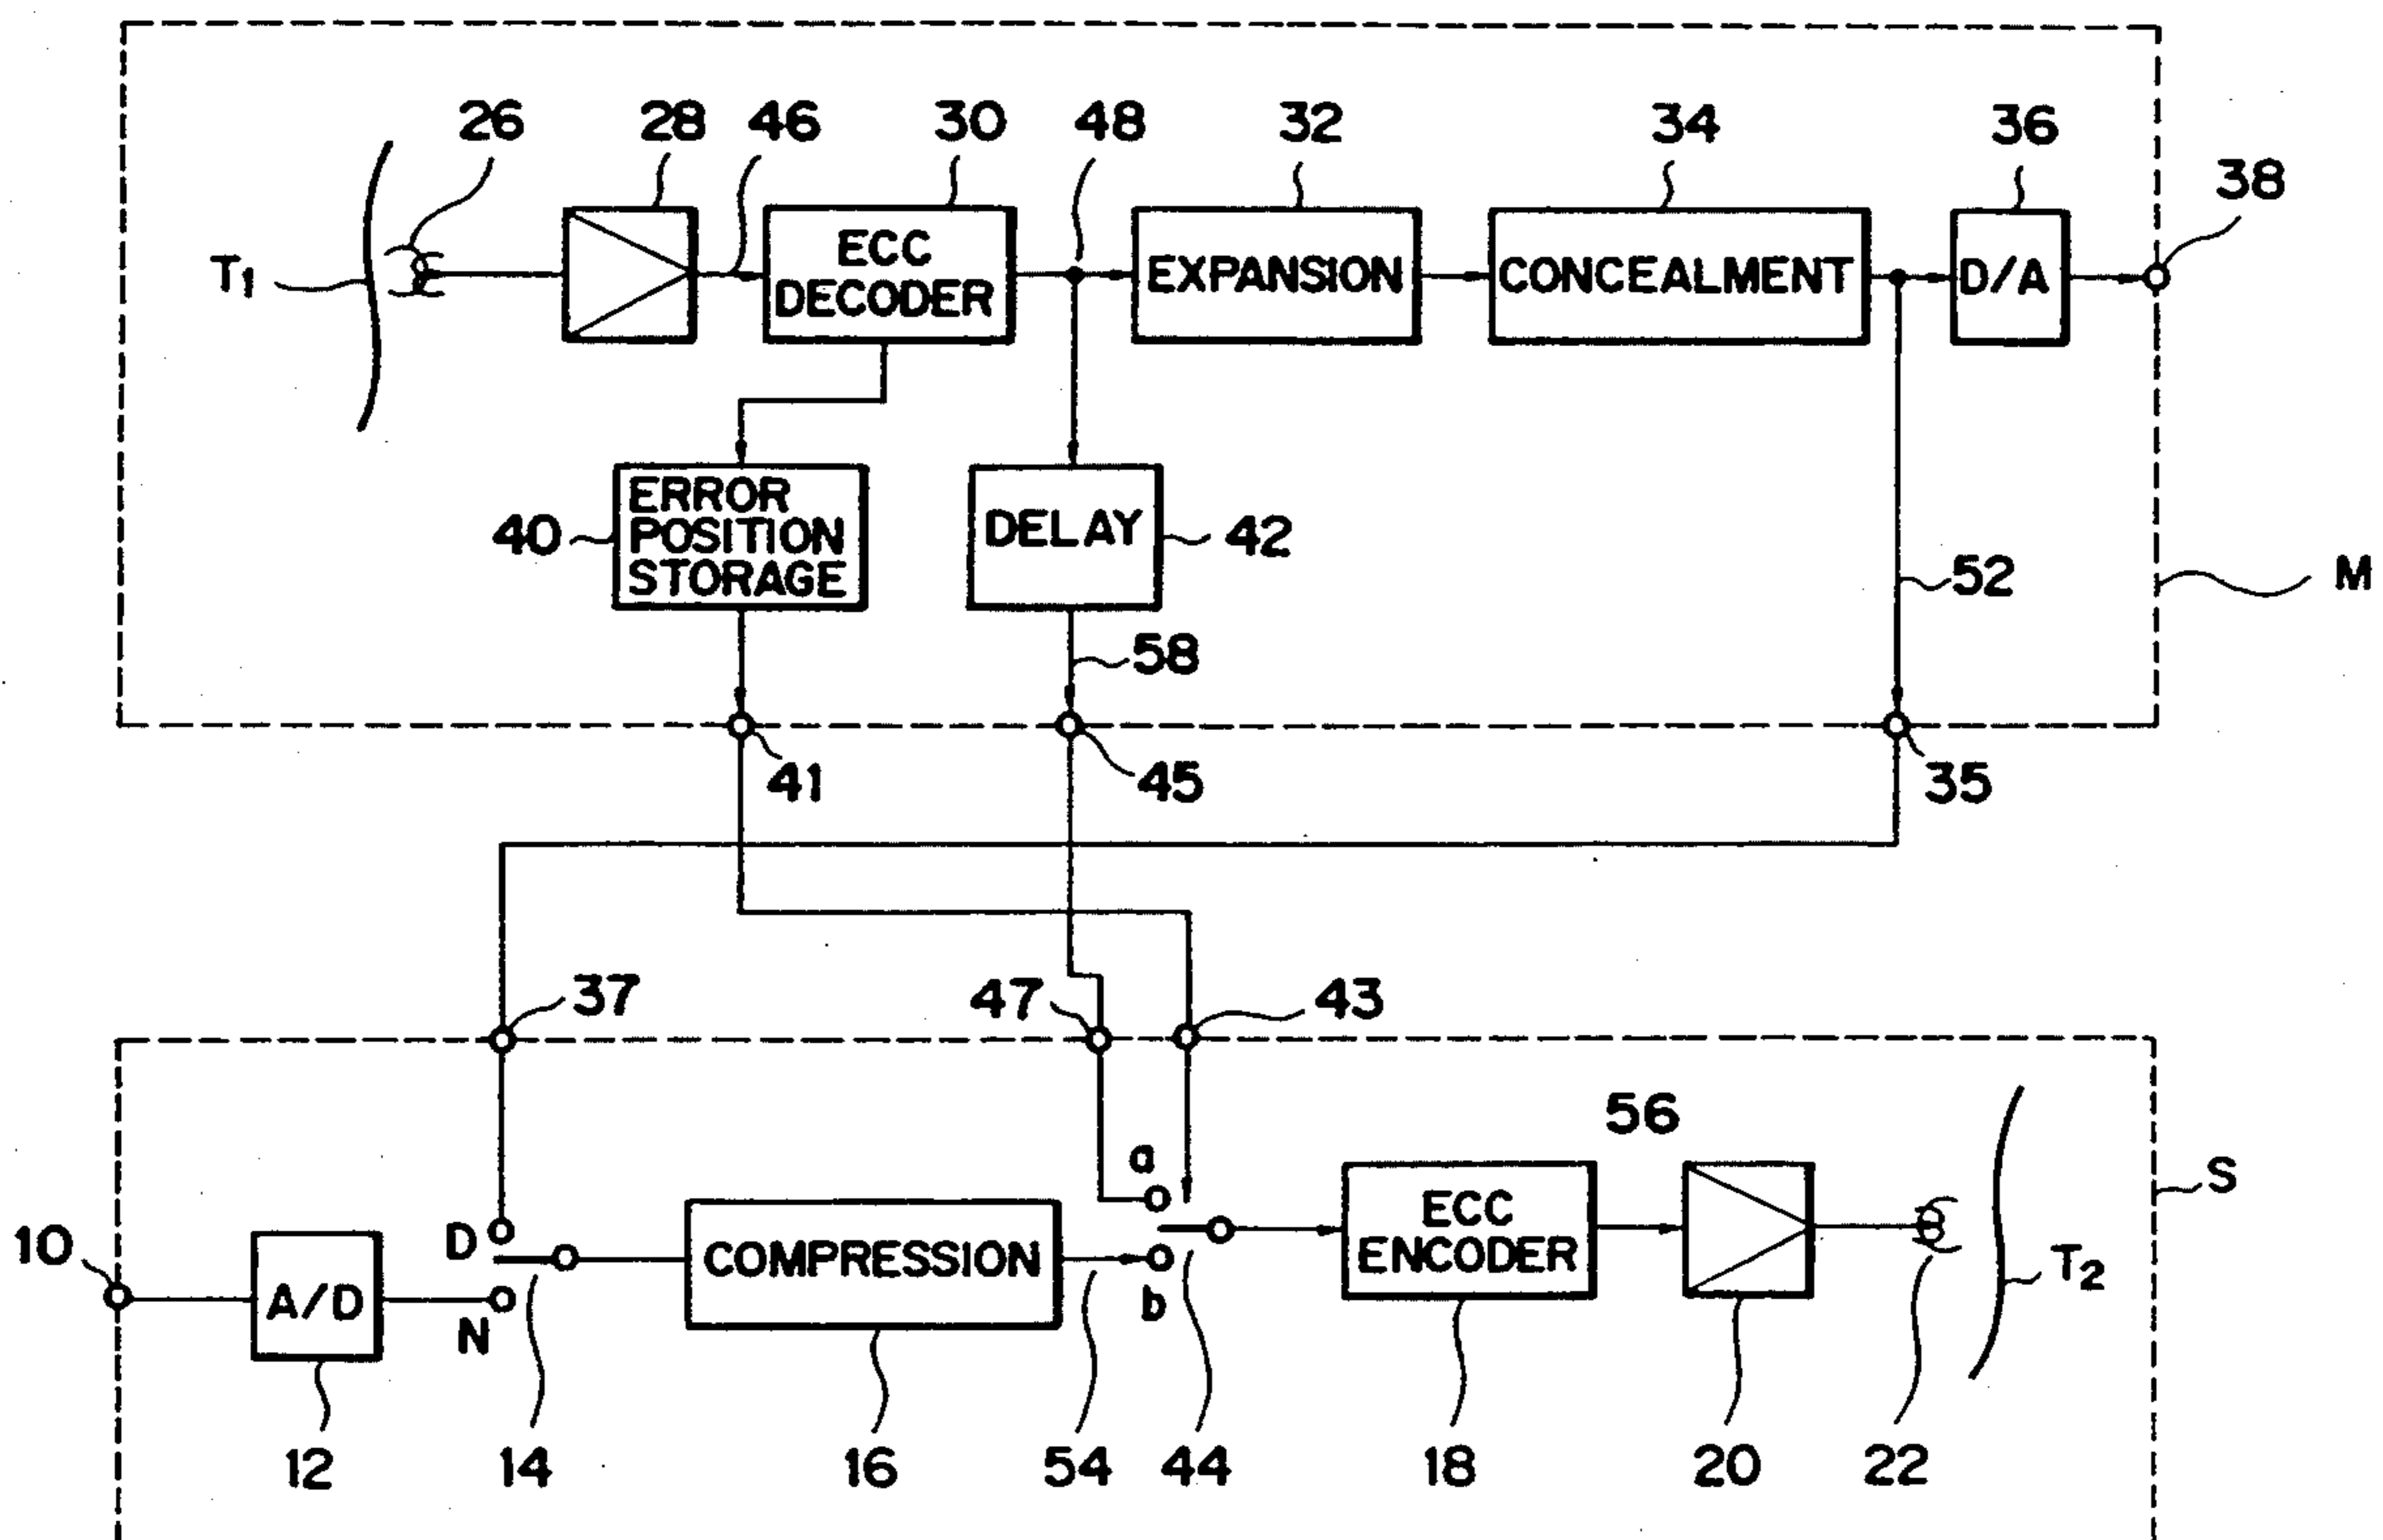 26 28 46 30 48 32 34 36 38
T1
ECC
DECODER
EXPANSION
CONCEALMENT
D/A
40
ERROR
POSITION
STORAGE
DELAY
42
52
M
58
41
45
35
37
47
43
56
S
a
10
A/D
D
N
COMPRESSION
b
ECC
ENCODER
T2
12
14
16
54
44
18
20
22